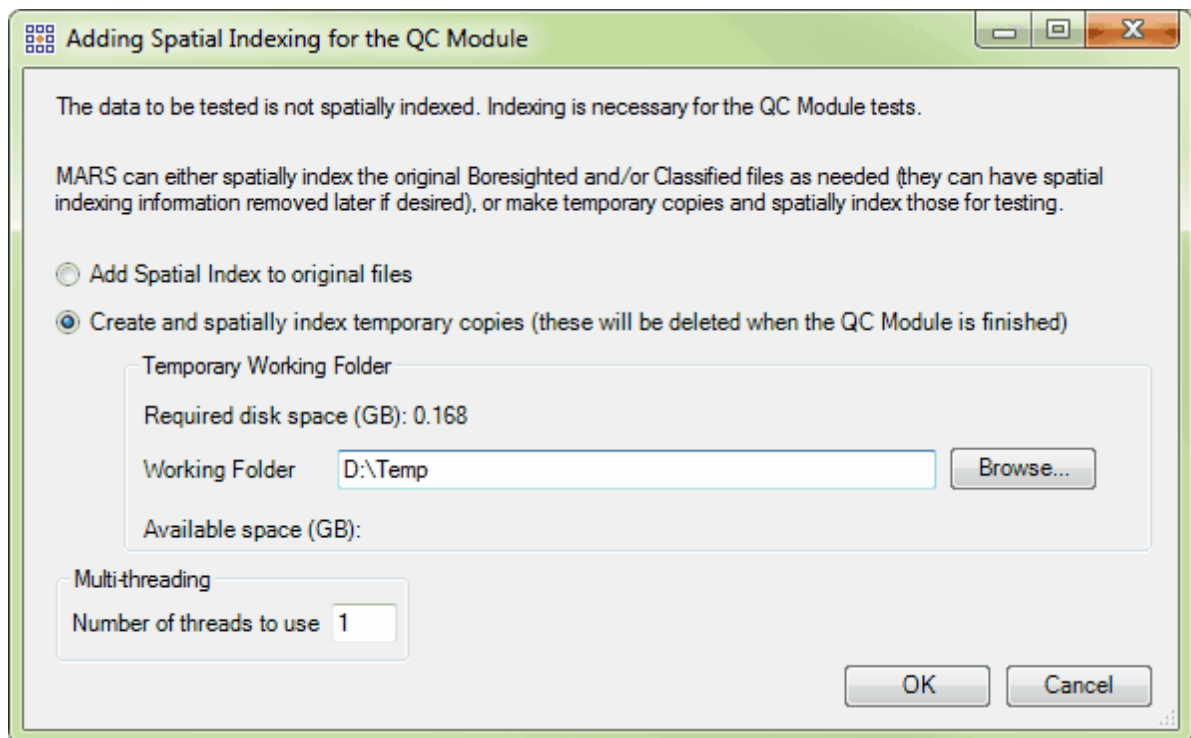 Adding Spatial Indexing for the QC Module
The data to be tested is not spatially indexed. Indexing is necessary for the QC Module tests.
MARS can either spatially index the original Boresighted and/or Classified files as needed (they can have spatial
indexing information removed later if desired), or make temporary copies and spatially index those for testing.
Add Spatial Index to original files
Create and spatially index temporary copies (these will be deleted when the QC Module is finished)
Temporary Working Folder
Required disk space (GB): 0.168
Working Folder D:\Temp Browse...
Available space (GB):
Multi-threading
Number of threads to use 1
OK Cancel